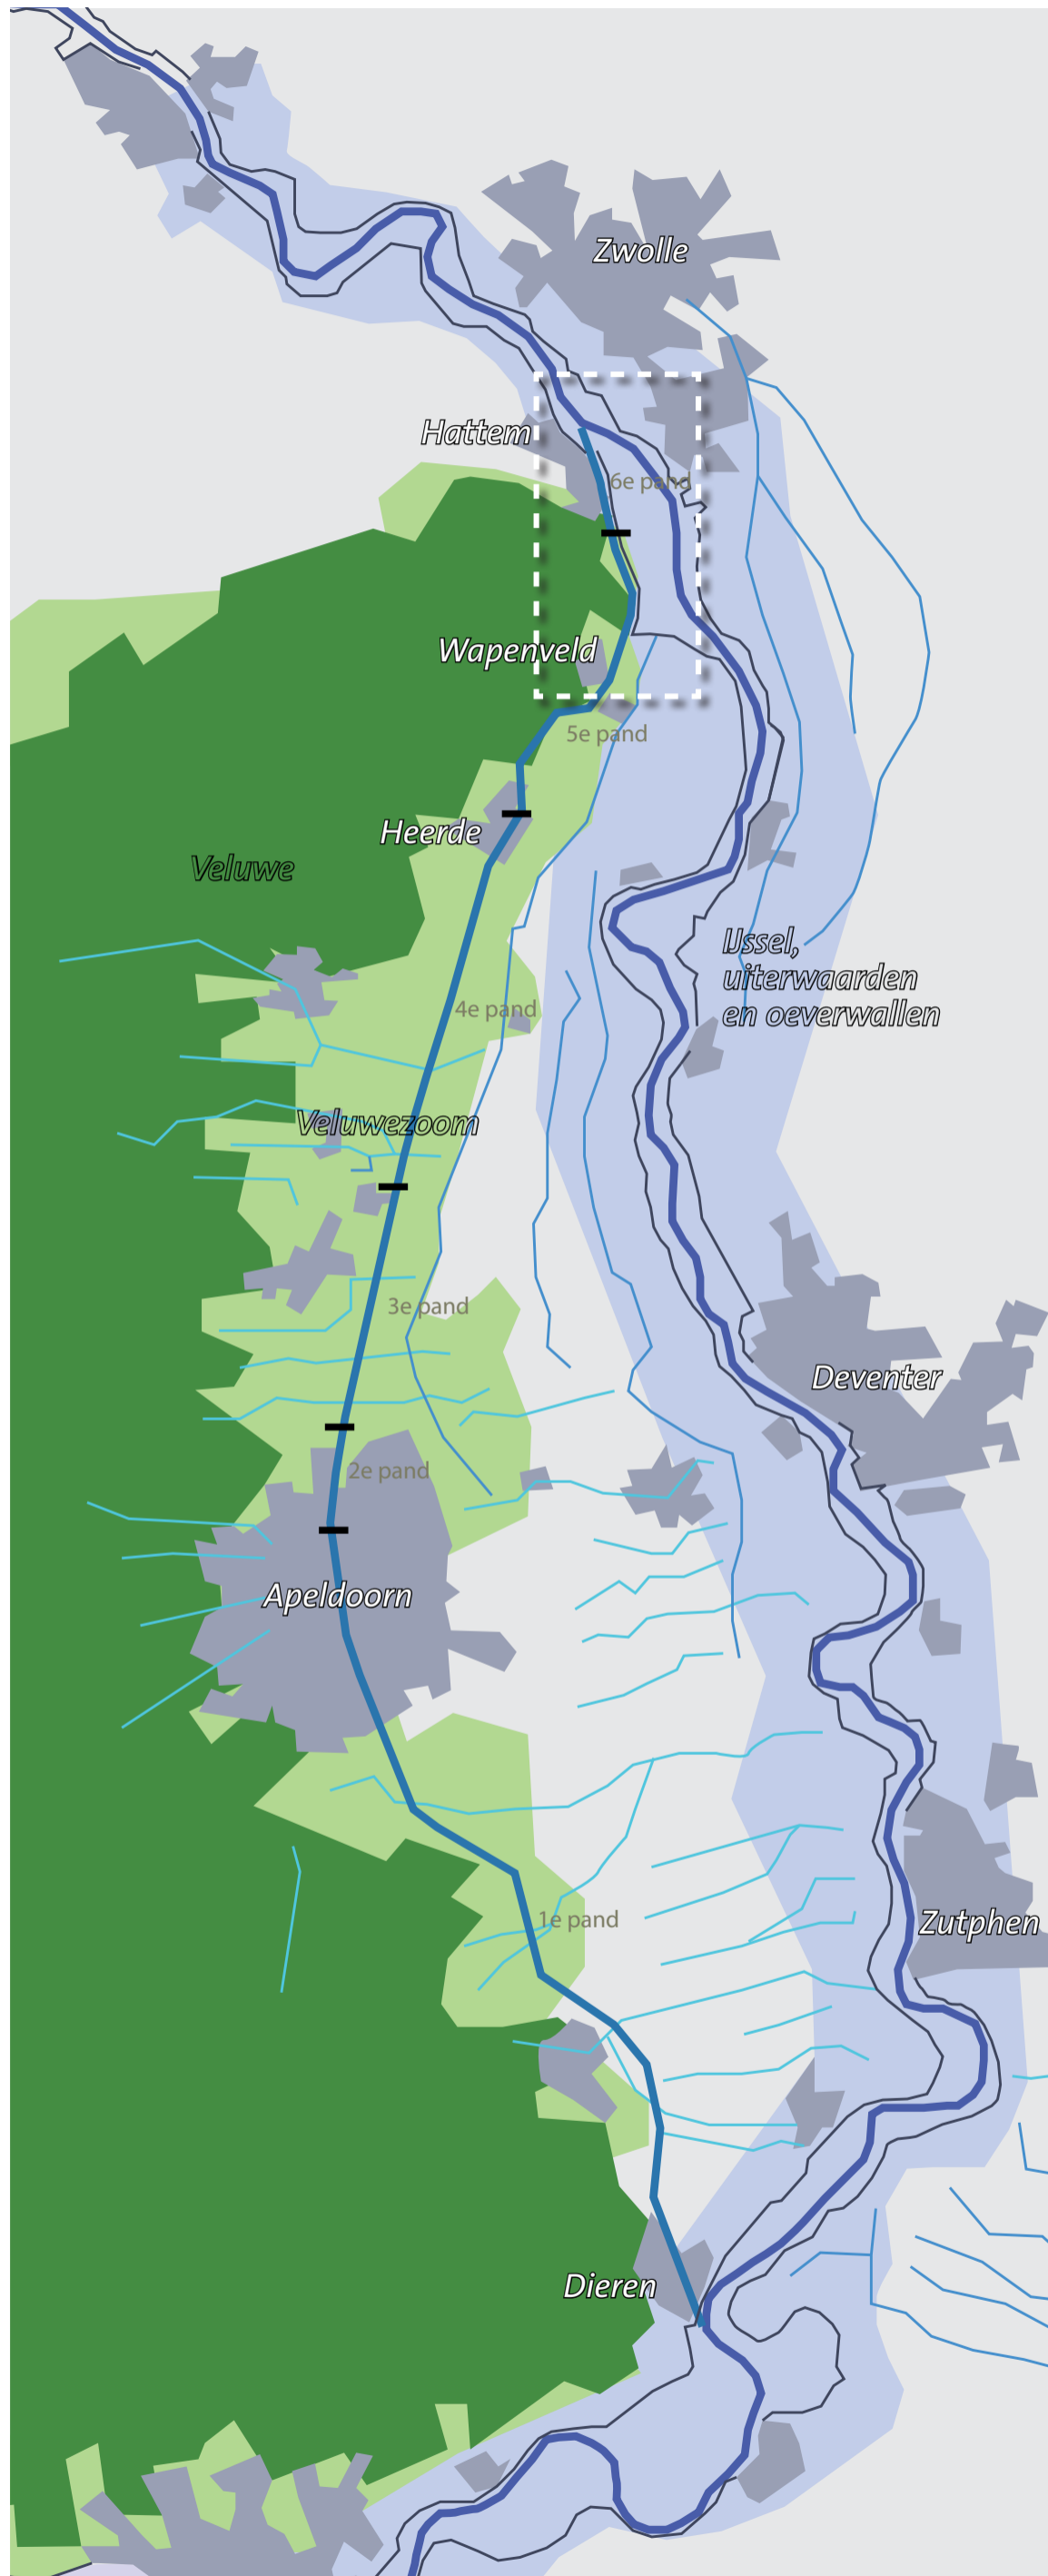 Zwolle
Hattem
6e pand
Wapenveld
5e pand
Heerde
Veluwe
IJssel,
uiterwaarden
en oeverwallen
4e pand
Veluwezoom
3e pand
Deventer
2e pand
Apeldoorn
1e pand
Zutphen
Dieren